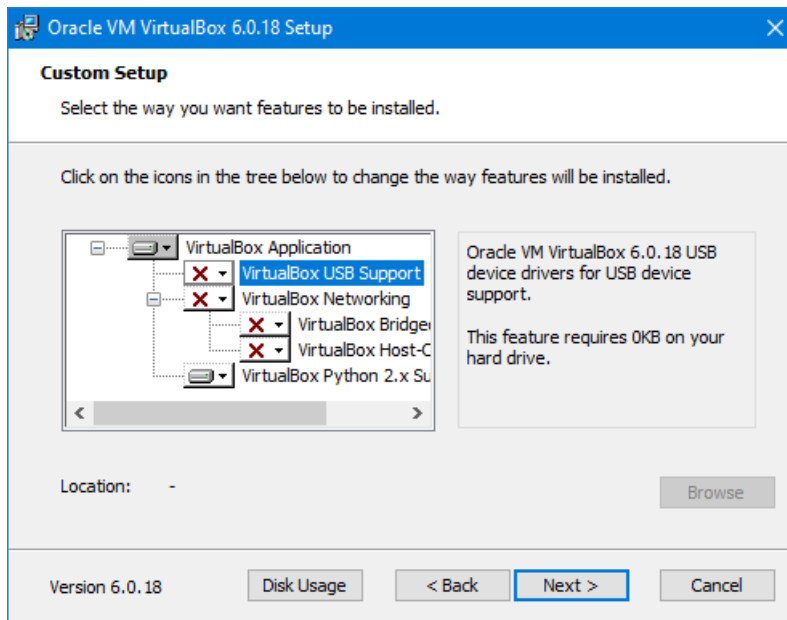 Oracle VM VirtualBox 6.0.18 Setup
Custom Setup
Select the way you want features to be installed.
Click on the icons in the tree below to change the way features will be installed.
VirtualBox Application
VirtualBox USB Support
VirtualBox Networking
VirtualBox Bridge
VirtualBox Host-C
VirtualBox Python 2.x Su
Oracle VM VirtualBox 6.0.18 USB
device drivers for USB device
support.
This feature requires 0KB on your
hard drive.
Location: -
Browse
Version 6.0.18
Disk Usage
< Back
Next >
Cancel